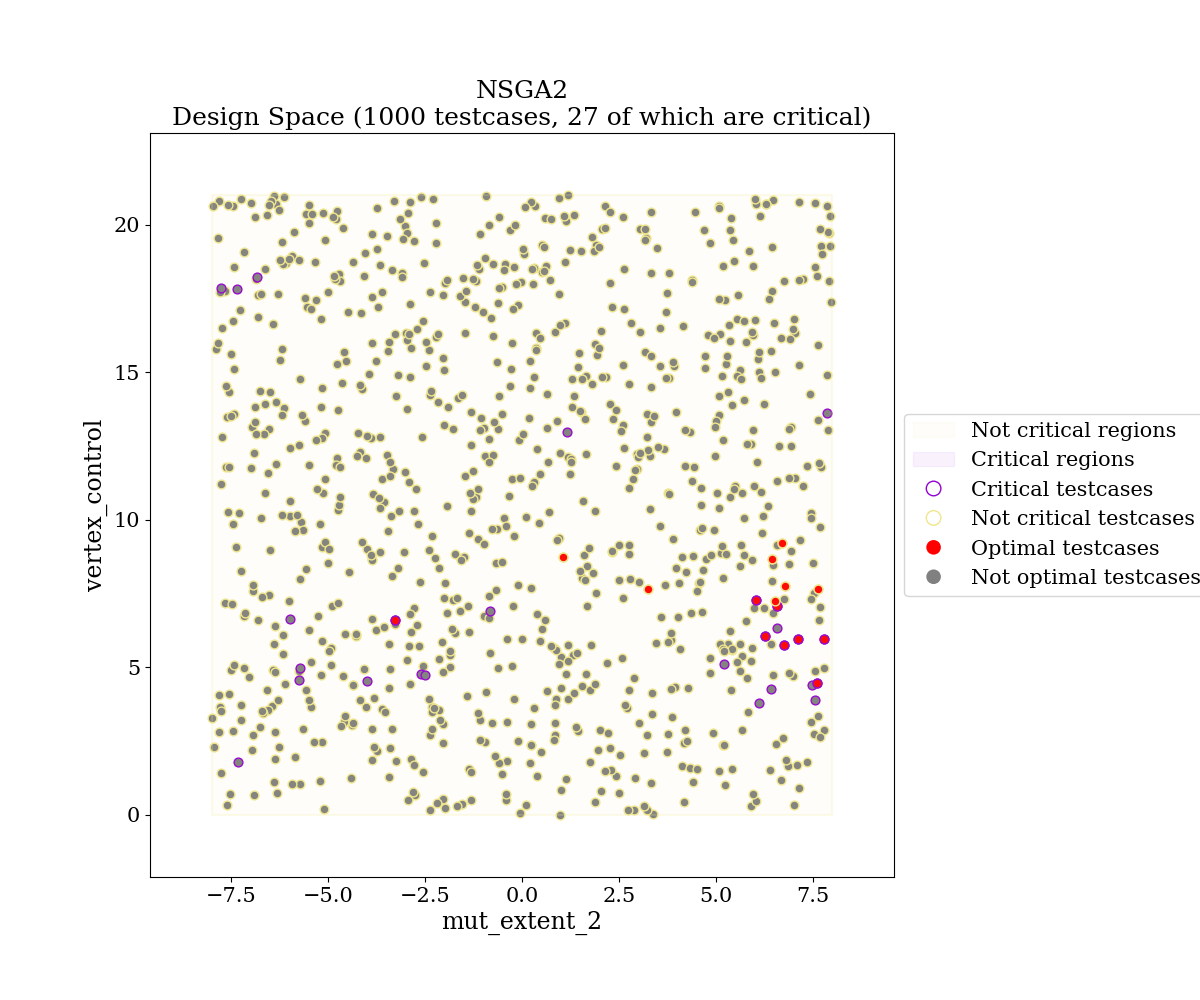 NSGA2
Design Space (1000 testcases, 27 of which are critical)
20
15
10
5
0
vertex_control
−7.5 −5.0 −2.5 0.0 2.5 5.0 7.5
mut_extent_2
Not critical regions
Critical regions
Critical testcases
Not critical testcases
Optimal testcases
Not optimal testcases